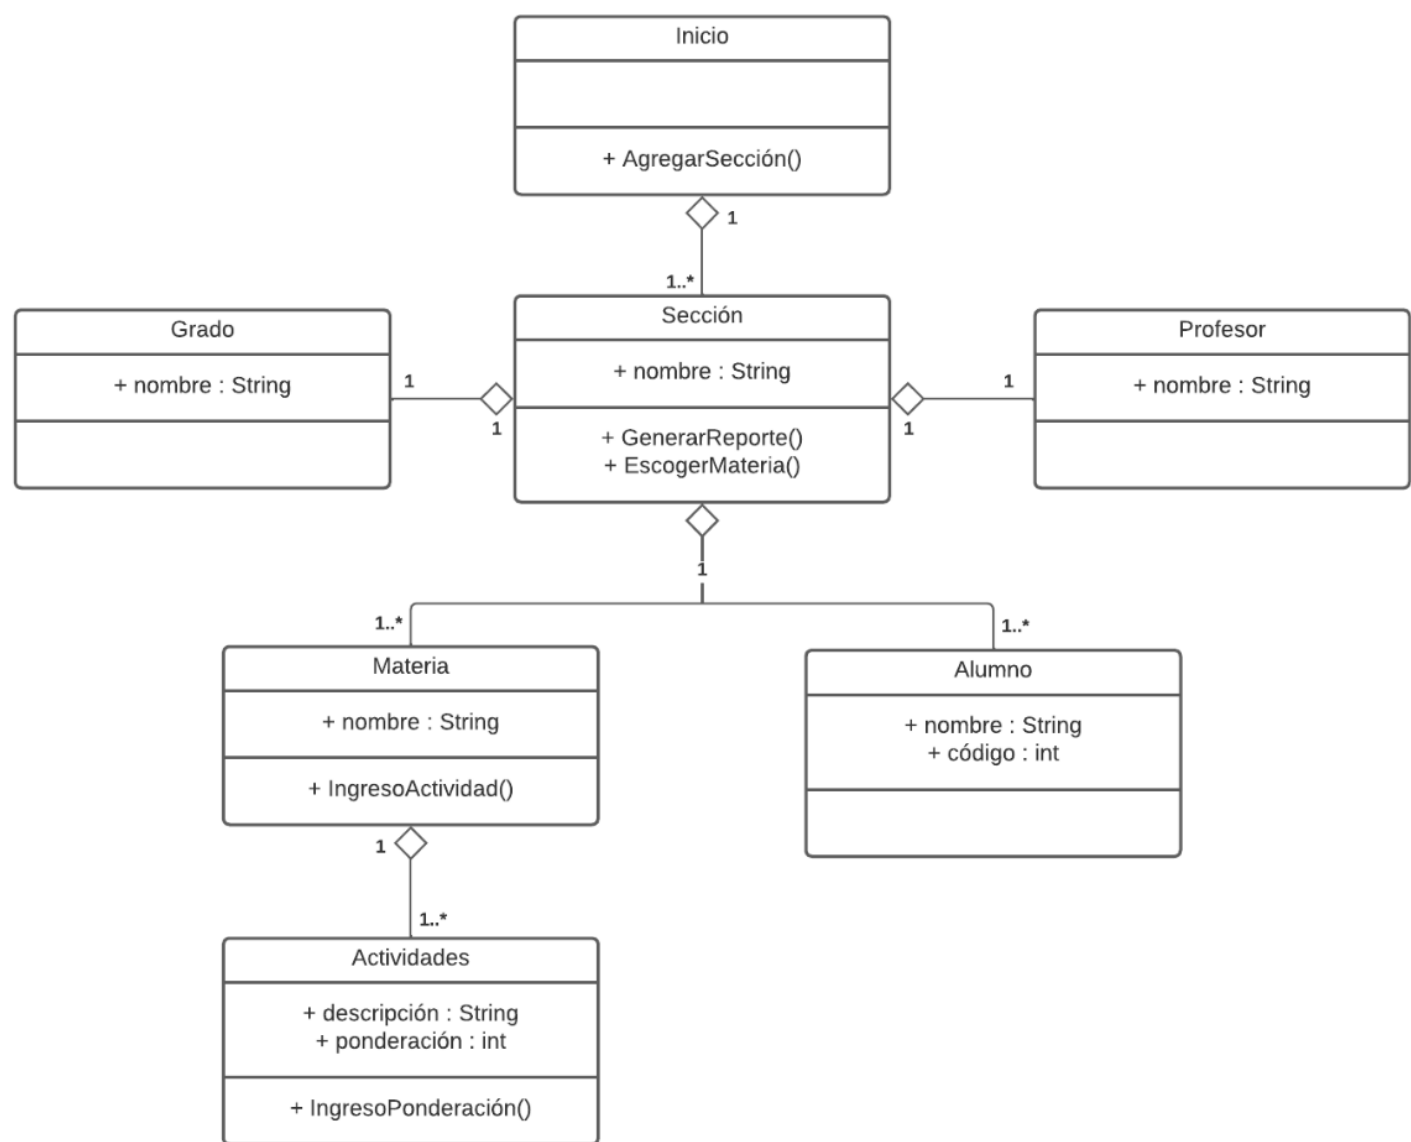 Inicio
+ AgregarSección()
1
1..*
Grado
+ nombre : String
1
1
Sección
+ nombre : String
+ GenerarReporte()
+ EscogerMateria()
1
1
Profesor
+ nombre : String
1
1..*
1..*
Materia
+ nombre : String
+ IngresoActividad()
Alumno
+ nombre : String
+ código : int
1
1..*
Actividades
+ descripción : String
+ ponderación : int
+ IngresoPonderación()